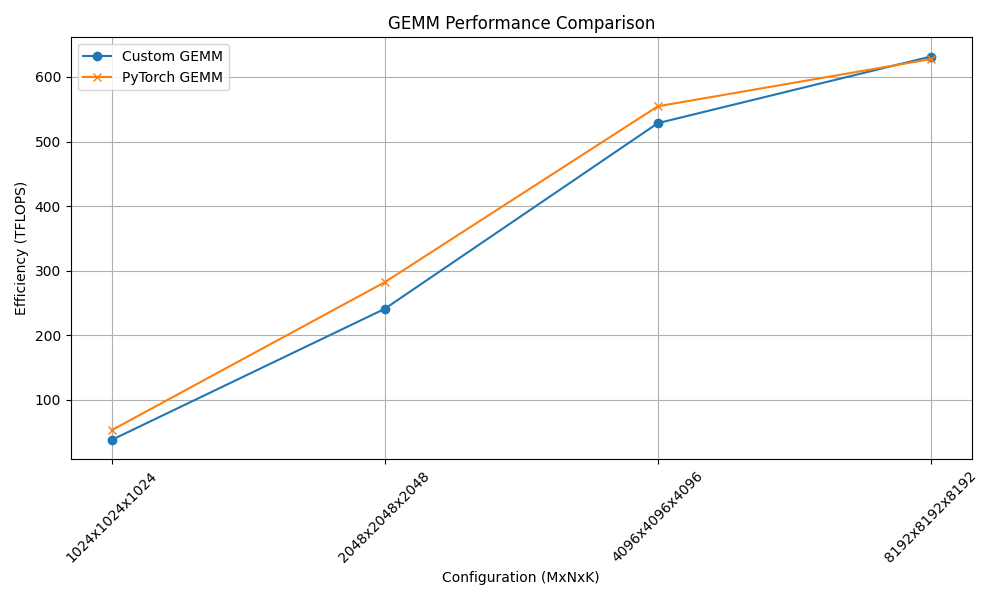 GEMM Performance Comparison
Custom GEMM
PyTorch GEMM
Efficiency (TFLOPS)
600
500
400
300
200
100
1024x1024x1024
2048x2048x2048
4096x4096x4096
8192x8192x8192
Configuration (MxNxK)